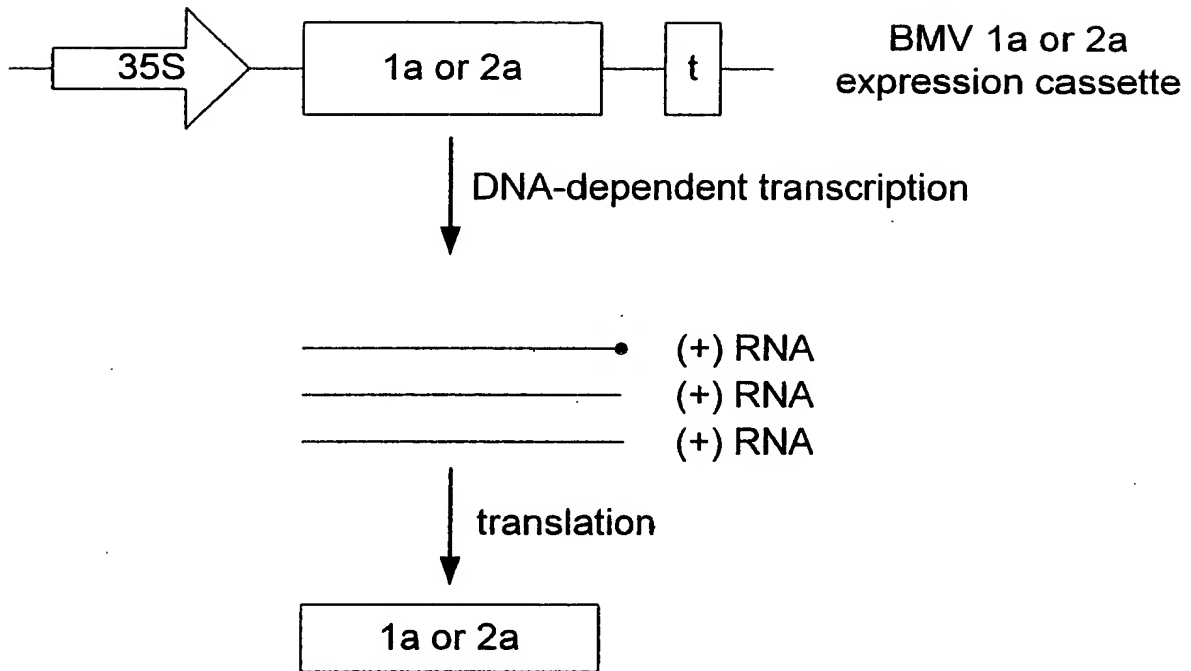 35S
1a or 2a
t
BMV 1a or 2a
expression cassette
DNA-dependent transcription
(+) RNA
(+) RNA
(+) RNA
translation
1a or 2a